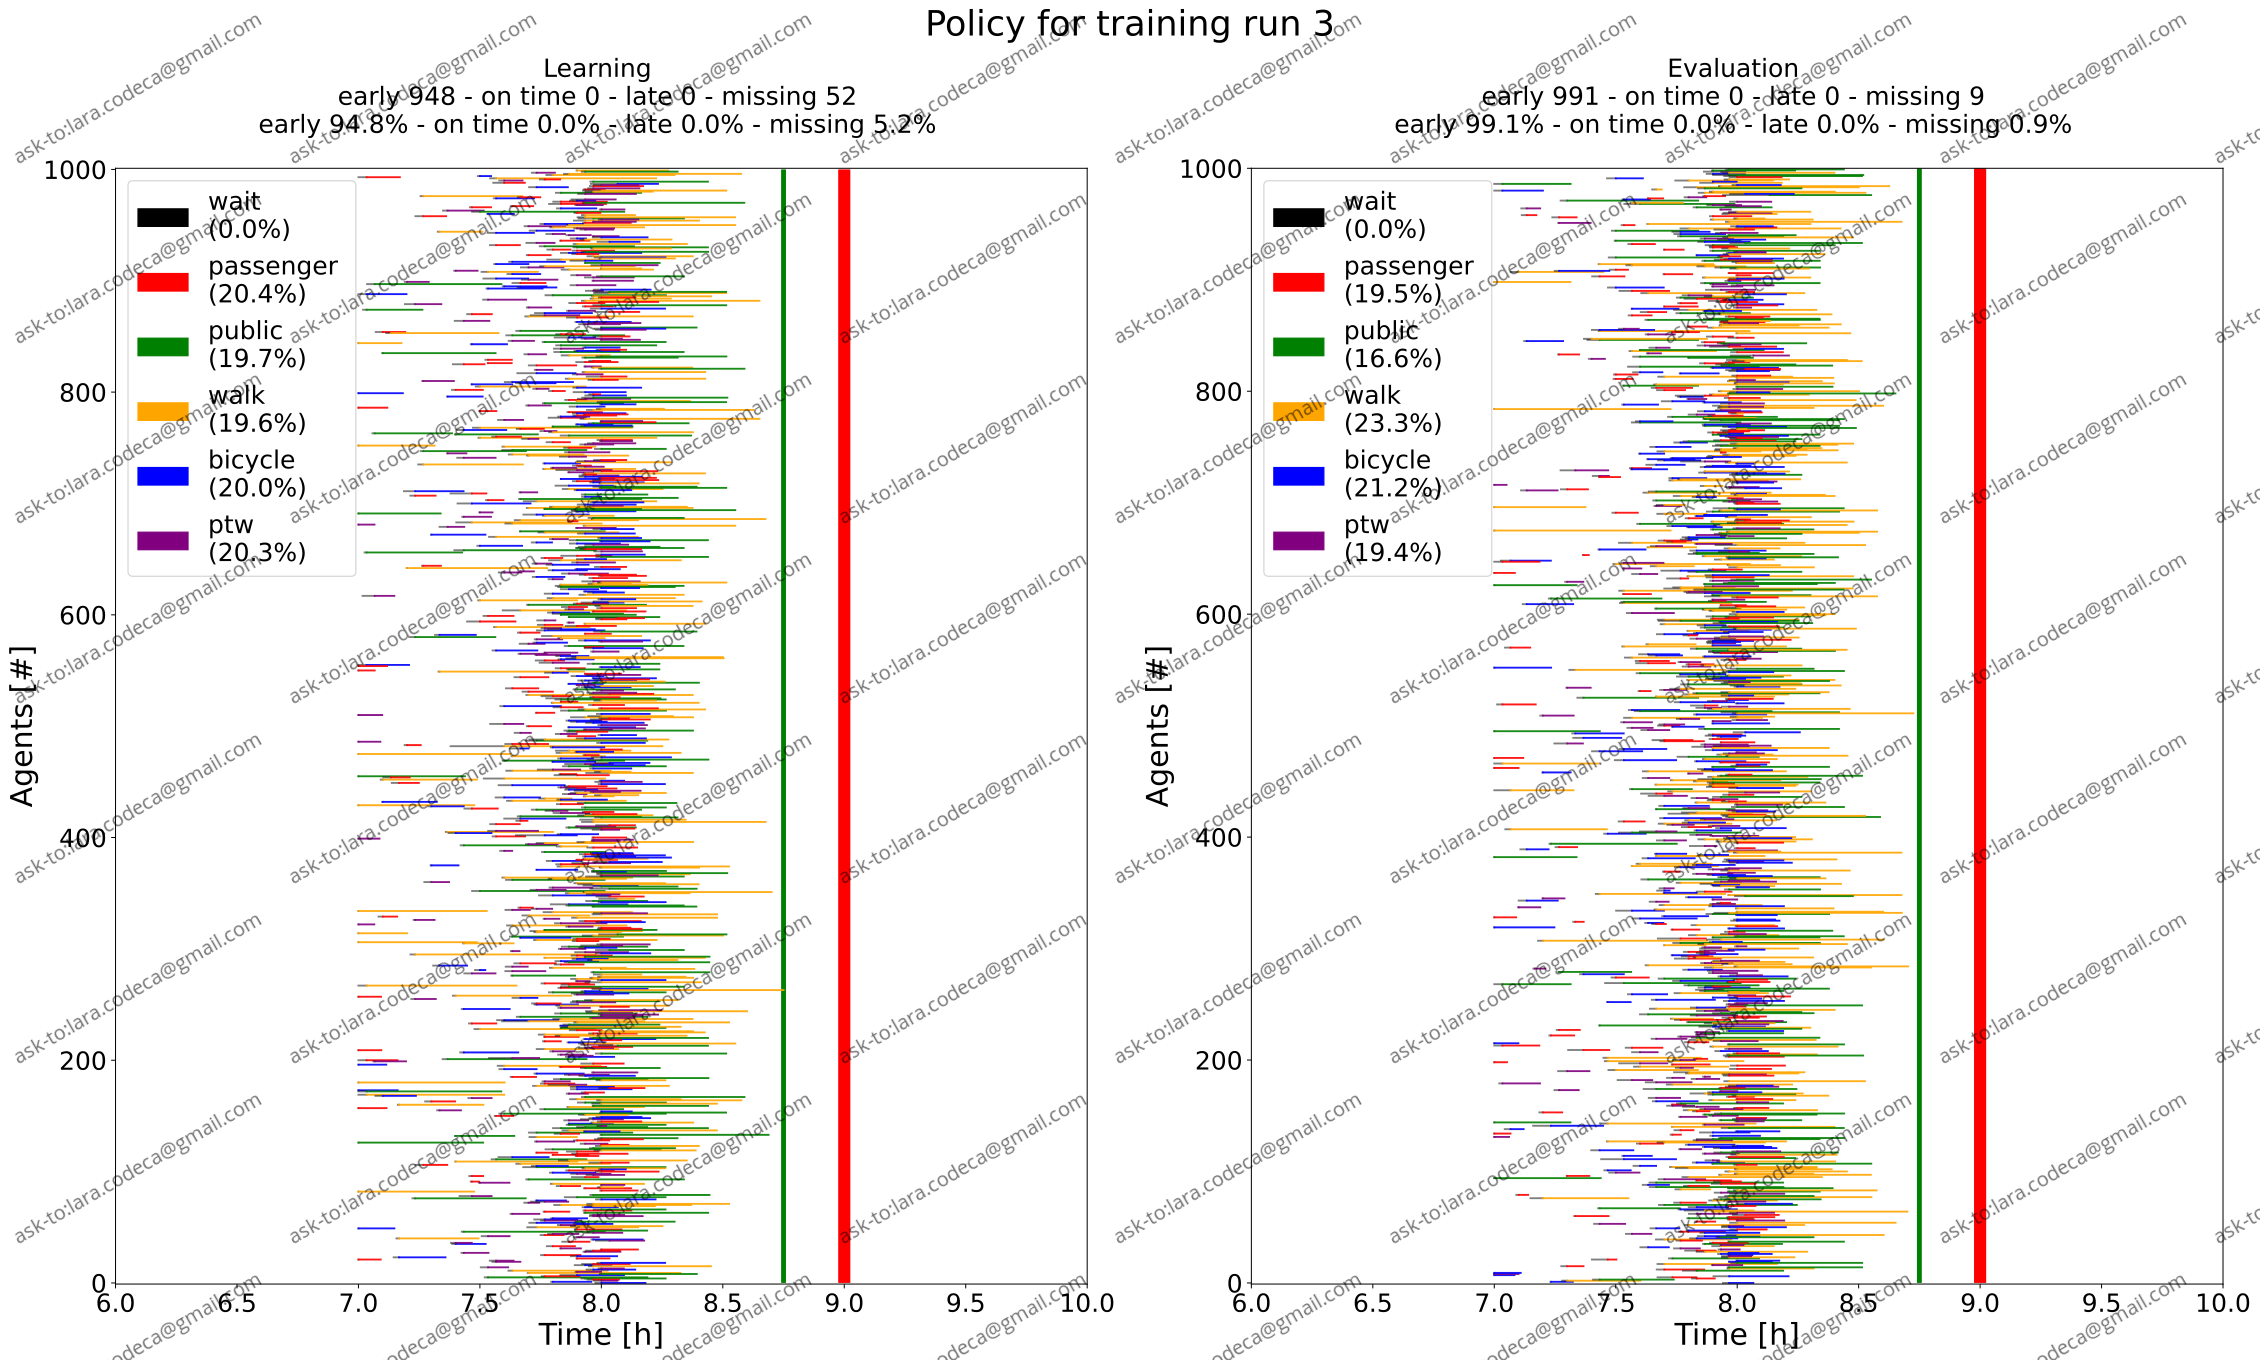 Policy for training run 3
Learning
early 948 - on time 0 - late 0 - missing 52
early 94.8% - on time 0.0% - late 0.0% - missing 5.2%
1000
800
600
400
200
0
Agents [#]
wait
(0.0%)
passenger
(20.4%)
public
(19.7%)
walk
(19.6%)
bicycle
(20.0%)
ptw
(20.3%)
6.0 6.5 7.0 7.5 8.0 8.5 9.0 9.5 10.0
Time [h]
Evaluation
early 991 - on time 0 - late 0 - missing 9
early 99.1% - on time 0.0% - late 0.0% - missing 0.9%
1000
800
600
400
200
0
Agents [#]
wait
(0.0%)
passenger
(19.5%)
public
(16.6%)
walk
(23.3%)
bicycle
(21.2%)
ptw
(19.4%)
6.0 6.5 7.0 7.5 8.0 8.5 9.0 9.5 10.0
Time [h]
ask-to:lara.codeca@gmail.com